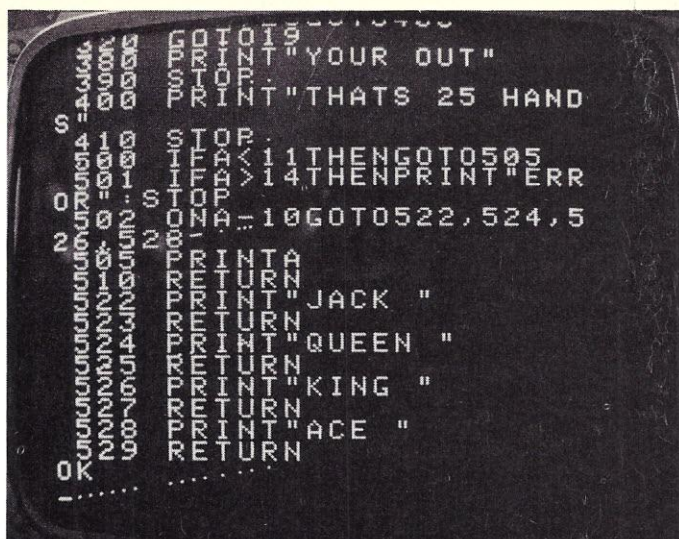 GOTO19
380 PRINT"YOUR OUT"
390 STOP
400 PRINT"THATS 25 HAND
S"
410 STOP
500 IFA<11THENGOTO505
501 IFA>14THENPRINT"ERR
OR":STOP
502 ONA-10GOTO522,524,5
26,528
505 PRINTA
510 RETURN
522 PRINT"JACK "
523 RETURN
524 PRINT"QUEEN "
525 RETURN
526 PRINT"KING "
527 RETURN
528 PRINT"ACE "
529 RETURN
OK